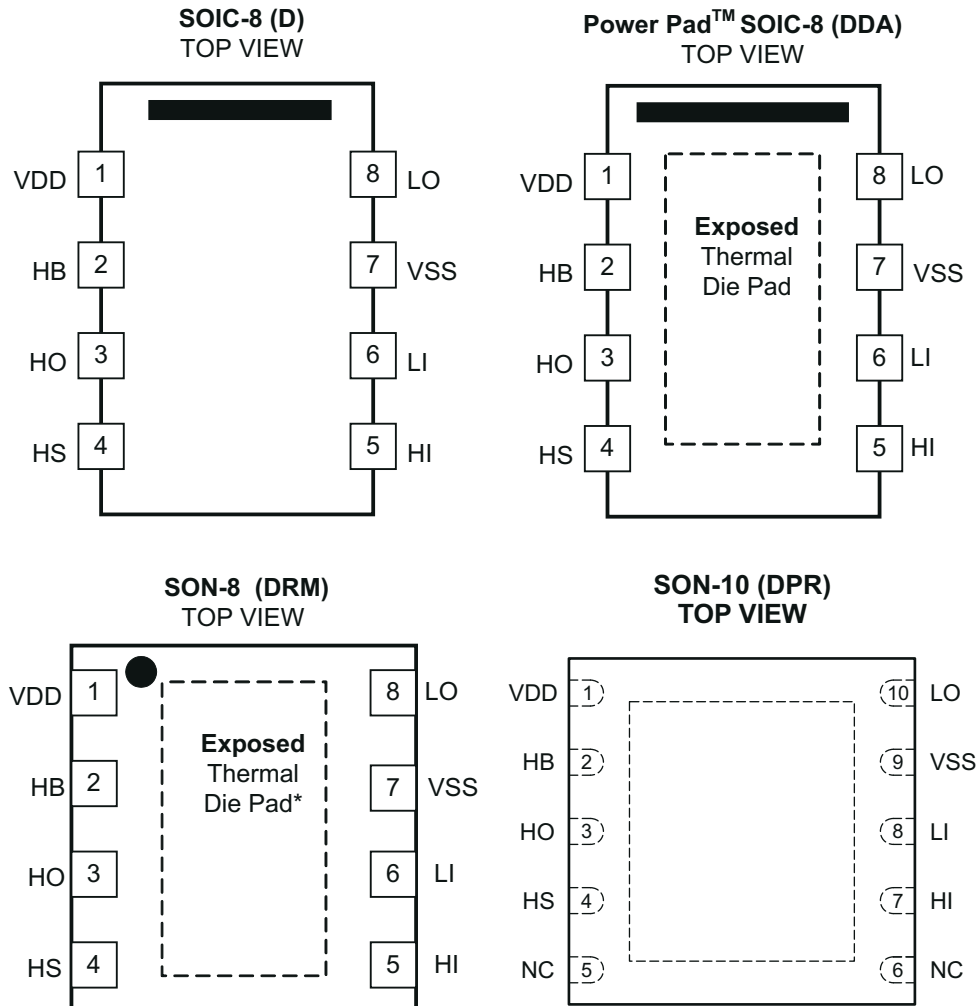 SOIC-8 (D)
TOP VIEW
VDD 1 8 LO
HB 2 7 VSS
HO 3 6 LI
HS 4 5 HI
Power Pad™ SOIC-8 (DDA)
TOP VIEW
Exposed
Thermal
Die Pad
VDD 1 8 LO
HB 2 7 VSS
HO 3 6 LI
HS 4 5 HI
SON-8 (DRM)
TOP VIEW
Exposed
Thermal
Die Pad*
VDD 1 8 LO
HB 2 7 VSS
HO 3 6 LI
HS 4 5 HI
SON-10 (DPR)
TOP VIEW
VDD 1 10 LO
HB 2 9 VSS
HO 3 8 LI
HS 4 7 HI
NC 5 6 NC